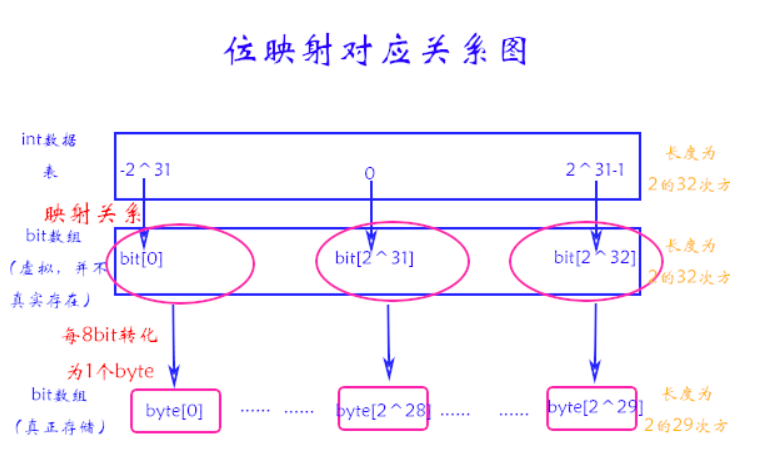 位映射对应关系图
int数据
表
-2^31
0
2^31-1
长度为
2的32次方
映射关系
bit数组
(虚拟，并不
真实存在)
bit[0]
bit[2^31]
bit[2^32]
长度为
2的32次方
每8bit转化
为1个byte
bit数组
(真正存储)
byte[0]
...... ......
byte[2^28]
......
......
byte[2^29]
长度为
2的29次方